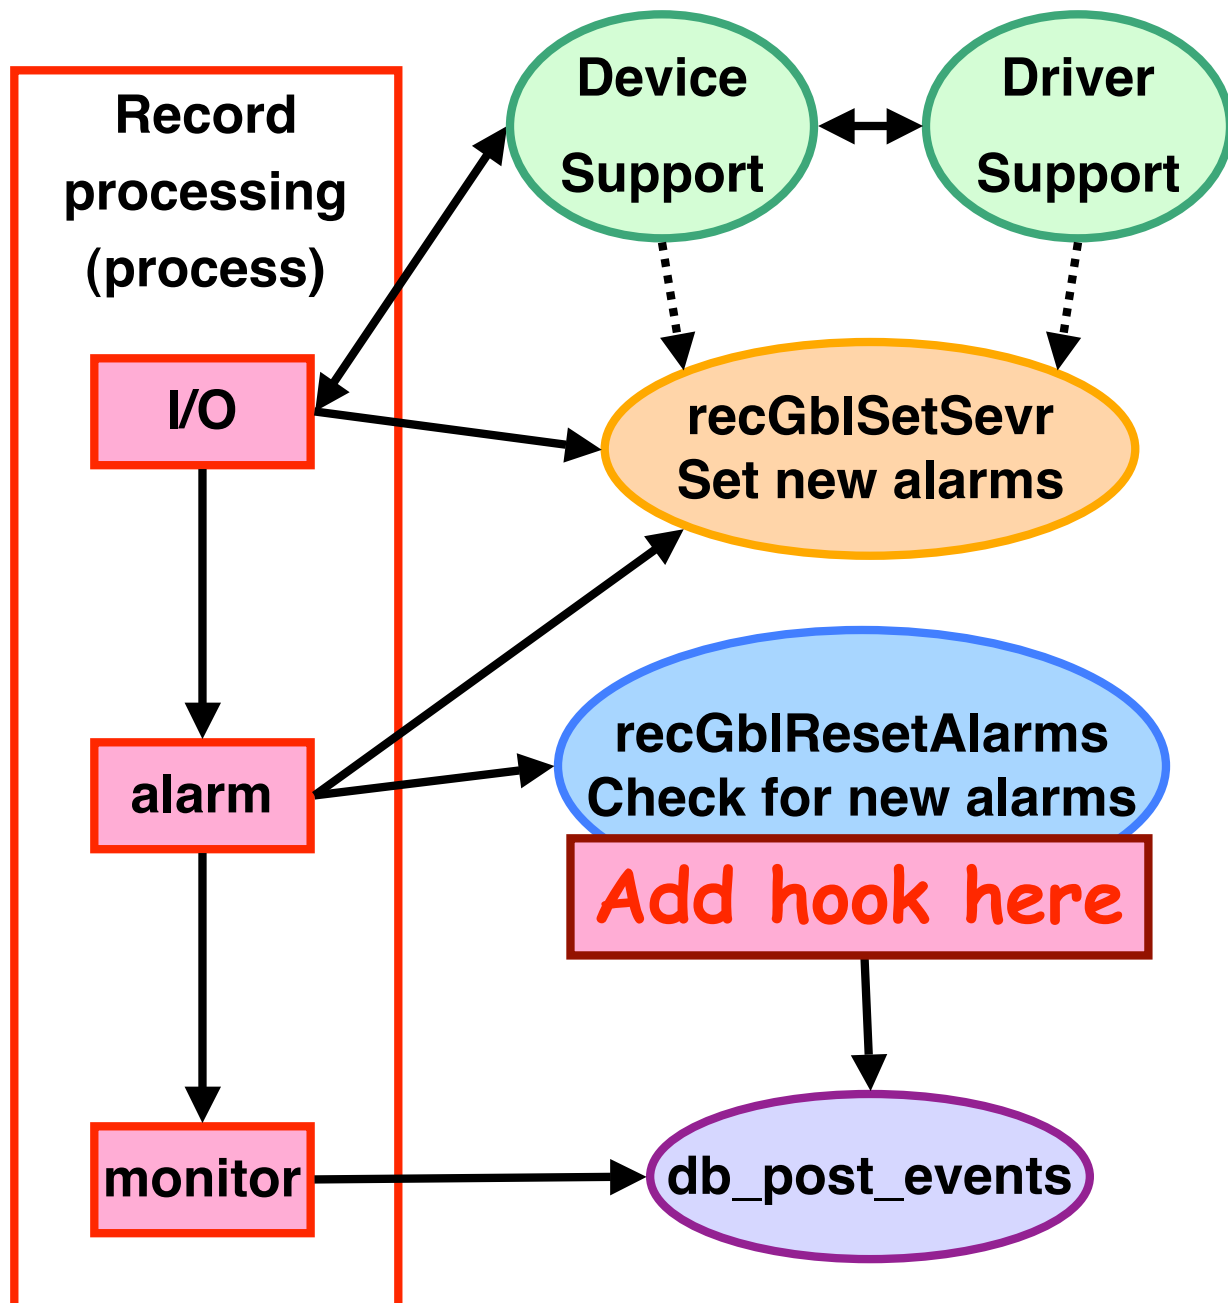 Record
processing
(process)
I/O
alarm
monitor
Device
Support
Driver
Support
recGblSetSevr
Set new alarms
recGblResetAlarms
Check for new alarms
Add hook here
db_post_events